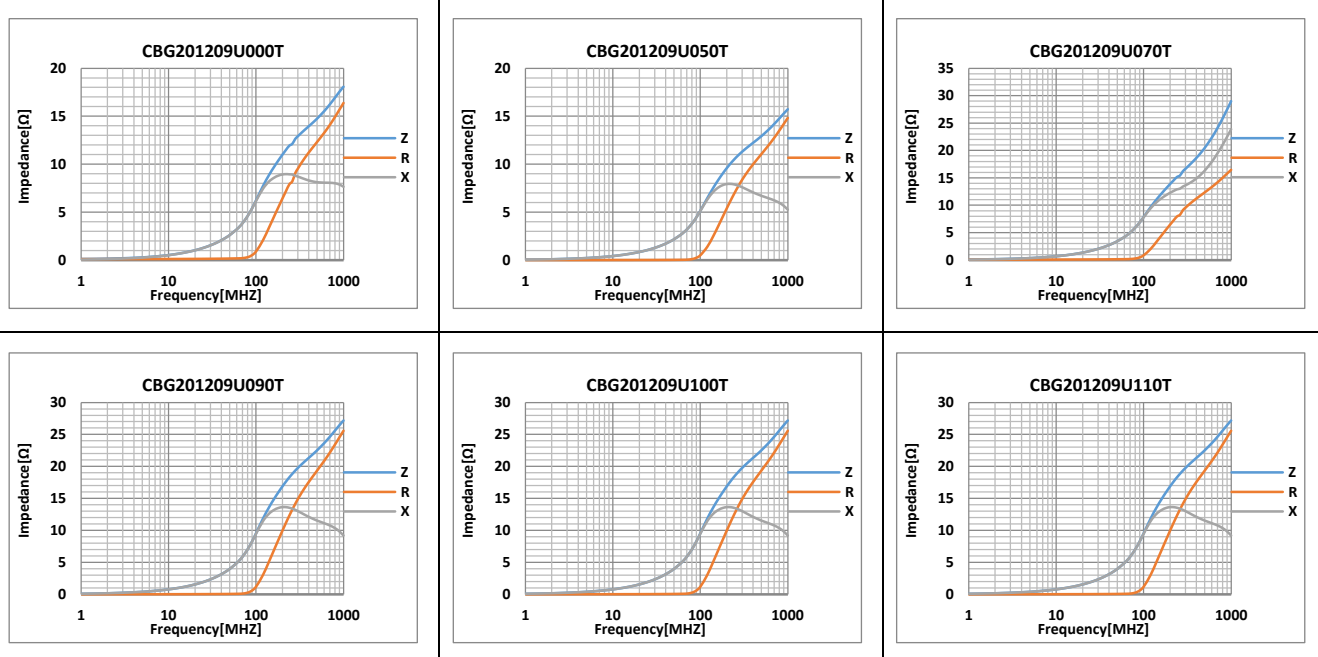 CBG201209U000T
20
15
10
5
0
1 10 100 1000
Impedance[Ω]
Frequency[MHZ]
Z
R
X
CBG201209U050T
20
15
10
5
0
1 10 100 1000
Impedance[Ω]
Frequency[MHZ]
Z
R
X
CBG201209U070T
35
30
25
20
15
10
5
0
1 10 100 1000
Impedance[Ω]
Frequency[MHZ]
Z
R
X
CBG201209U090T
30
25
20
15
10
5
0
1 10 100 1000
Impedance[Ω]
Frequency[MHZ]
Z
R
X
CBG201209U100T
30
25
20
15
10
5
0
1 10 100 1000
Impedance[Ω]
Frequency[MHZ]
Z
R
X
CBG201209U110T
30
25
20
15
10
5
0
1 10 100 1000
Impedance[Ω]
Frequency[MHZ]
Z
R
X